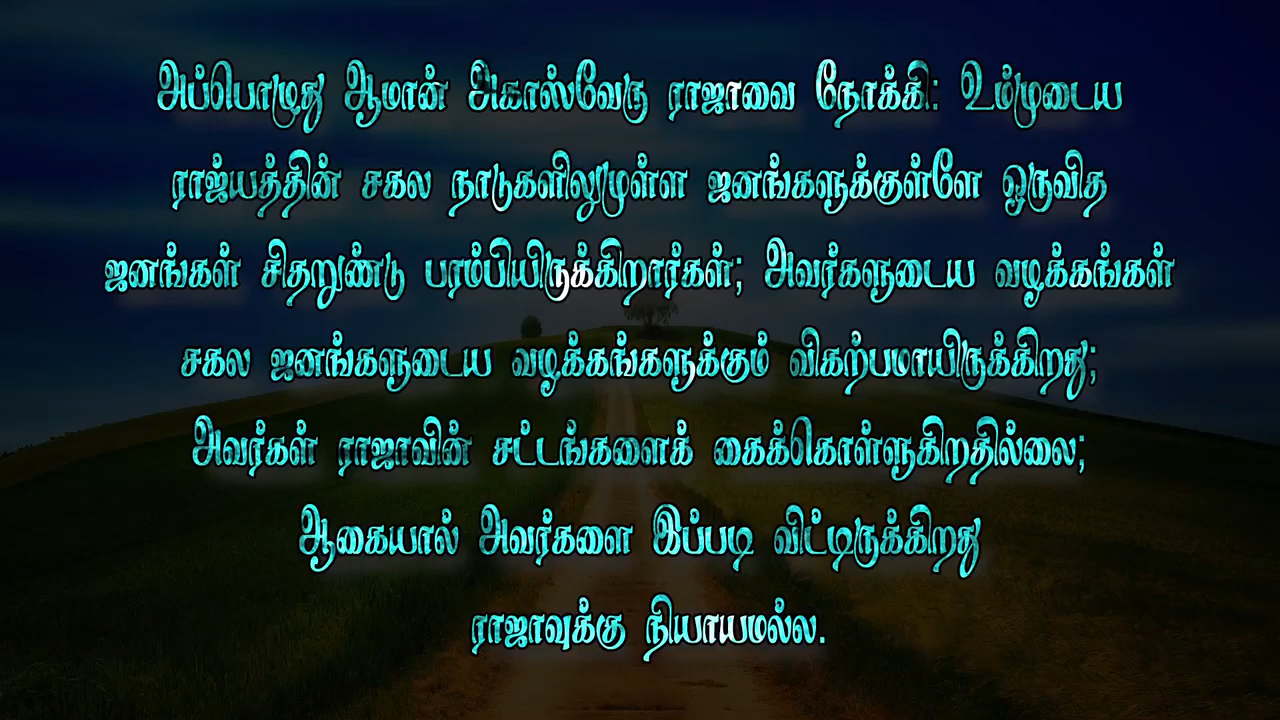 அப்பொழுது ஆமான் அகாஸ்வேரு ராஜாவை நோக்கி: உம்முடைய
ராஜ்யத்தின் சகல நாடுகளிலுமுள்ள ஜனங்களுக்குள்ளே ஒருவித
ஜனங்கள் சிதறுண்டு பரம்பியிருக்கிறார்கள்; அவர்களுடைய வழக்கங்கள்
சகல ஜனங்களுடைய வழக்கங்களுக்கும் விகற்பமாயிருக்கிறது;
அவர்கள் ராஜாவின் சட்டங்களைக் கைக்கொள்ளுகிறதில்லை;
ஆகையால் அவர்களை இப்படி விட்டிருக்கிறது
ராஜாவுக்கு நியாயமல்ல.